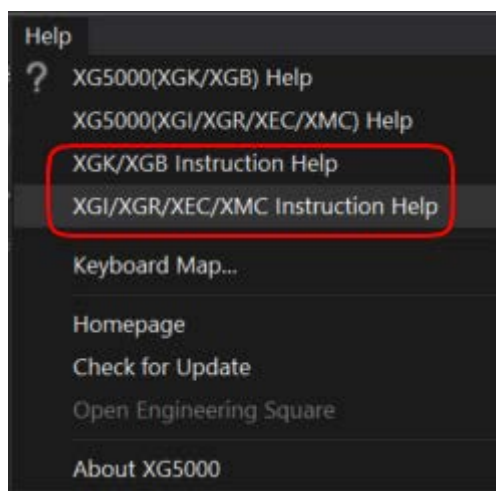 Help
? XG5000(XGK/XGB) Help
XG5000(XGI/XGR/XEC/XMC) Help
XGK/XGB Instruction Help
XGI/XGR/XEC/XMC Instruction Help
Keyboard Map...
Homepage
Check for Update
Open Engineering Square
About XG5000